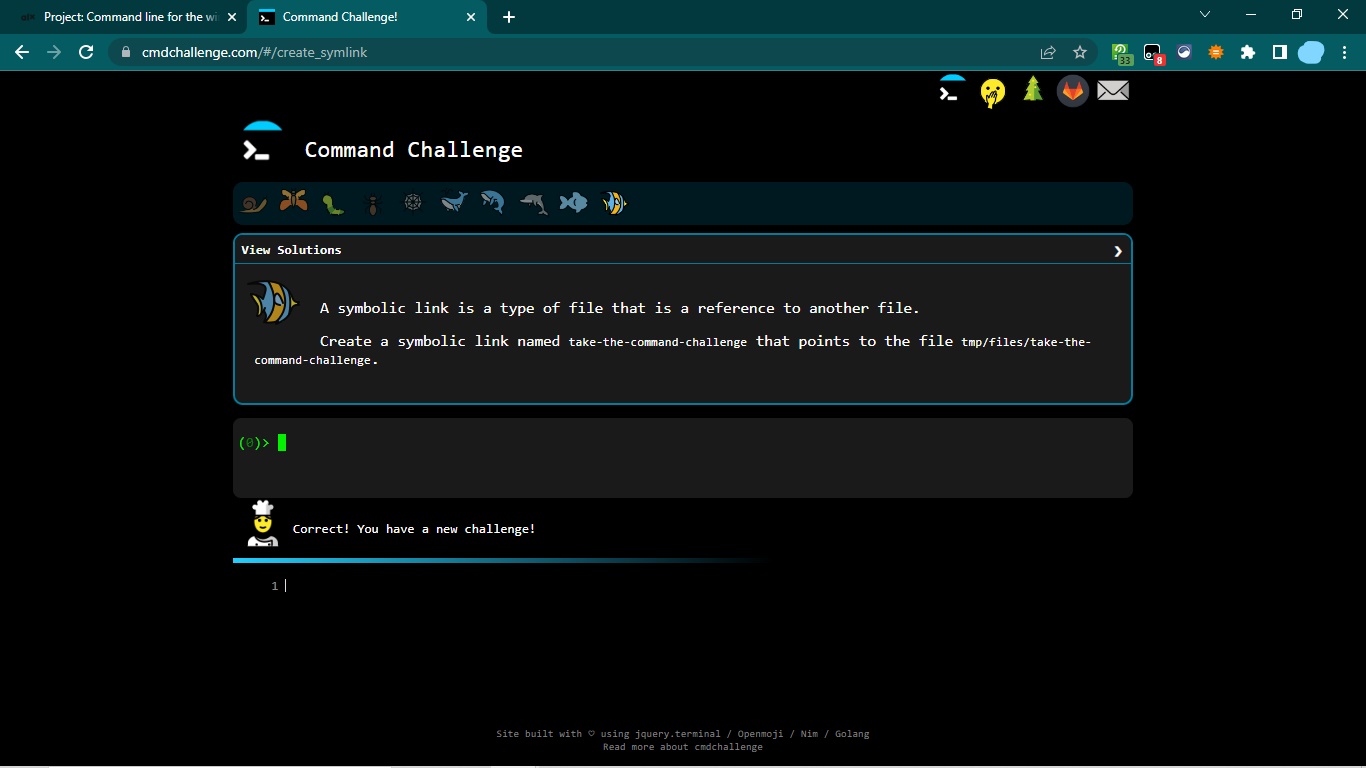 Project: Command line for the wi
Command Challenge!
cmdchallenge.com/#/create_symlink
33
8
Command Challenge
View Solutions
A symbolic link is a type of file that is a reference to another file.
Create a symbolic link named take-the-command-challenge that points to the file tmp/files/take-the-
command-challenge.
(0)>
Correct! You have a new challenge!
1
Site built with ♡ using jquery.terminal / Openmoji / Nim / Golang
Read more about cmdchallenge